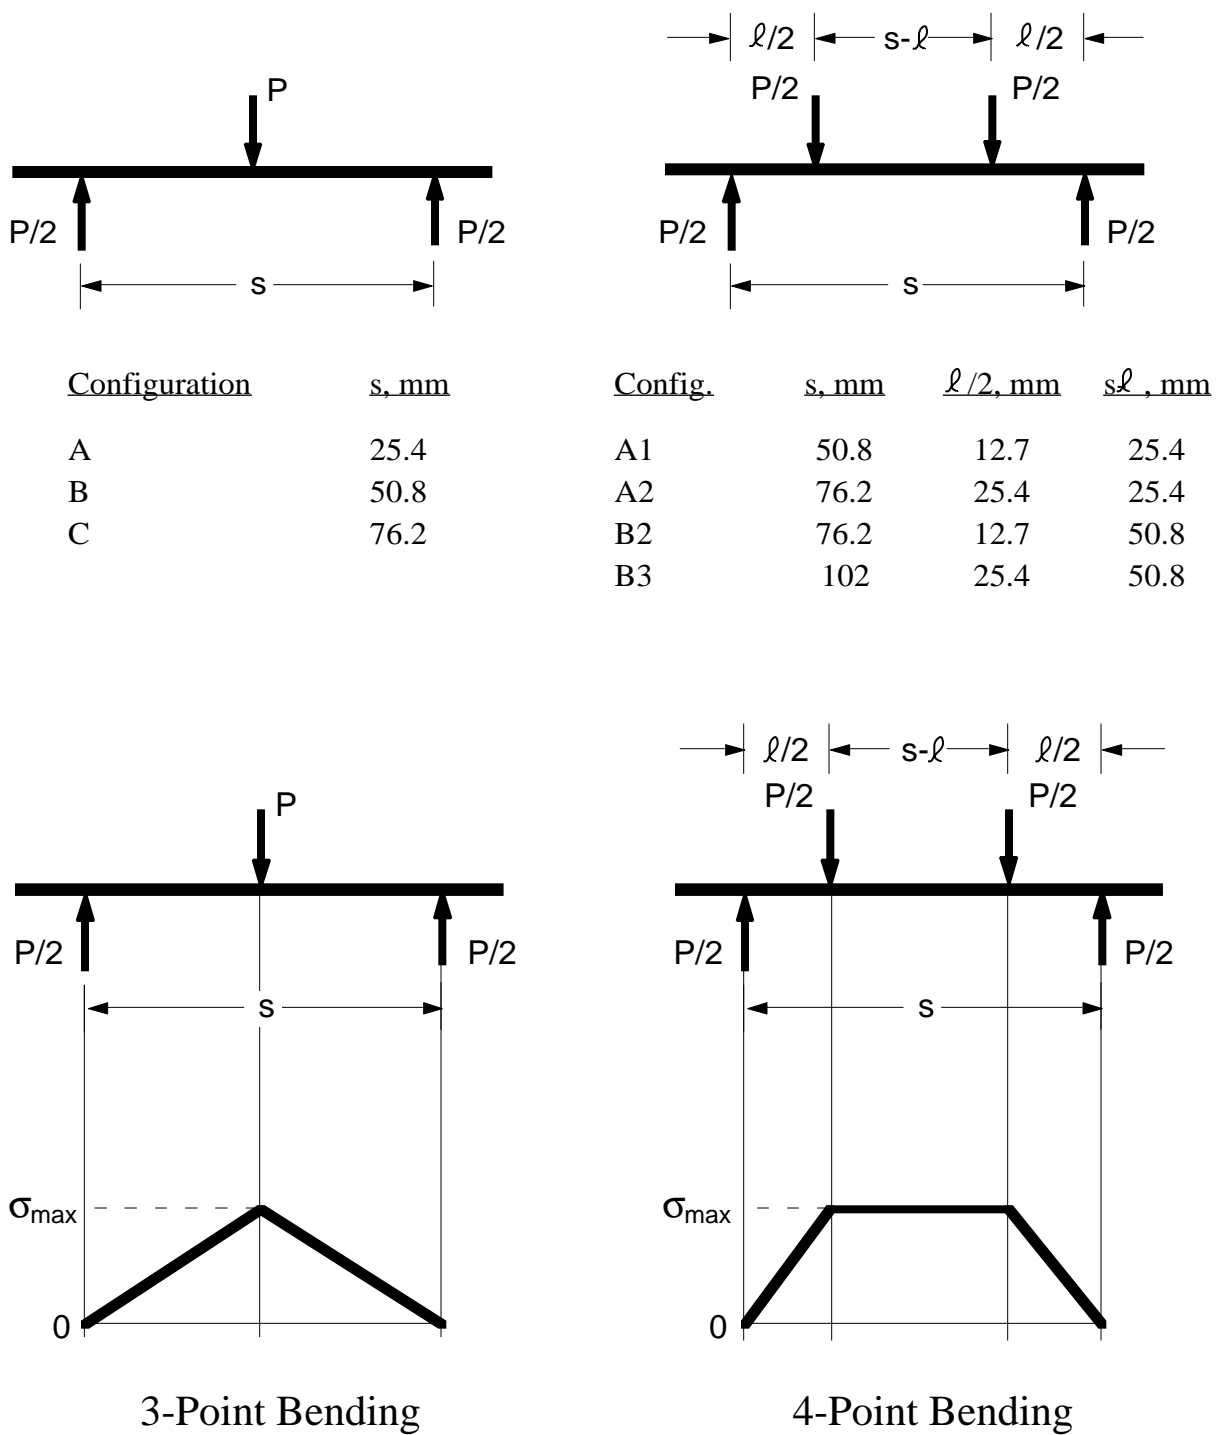 ℓ/2 s-ℓ ℓ/2
P P/2 P/2
P/2 P/2 P/2 P/2
s s
Configuration s, mm
A 25.4
B 50.8
C 76.2
Config. s, mm ℓ/2, mm sℓ , mm
A1 50.8 12.7 25.4
A2 76.2 25.4 25.4
B2 76.2 12.7 50.8
B3 102 25.4 50.8
ℓ/2 s-ℓ ℓ/2
P P/2 P/2
P/2 P/2 P/2 P/2
s s
σmax σmax
0 0
3-Point Bending 4-Point Bending